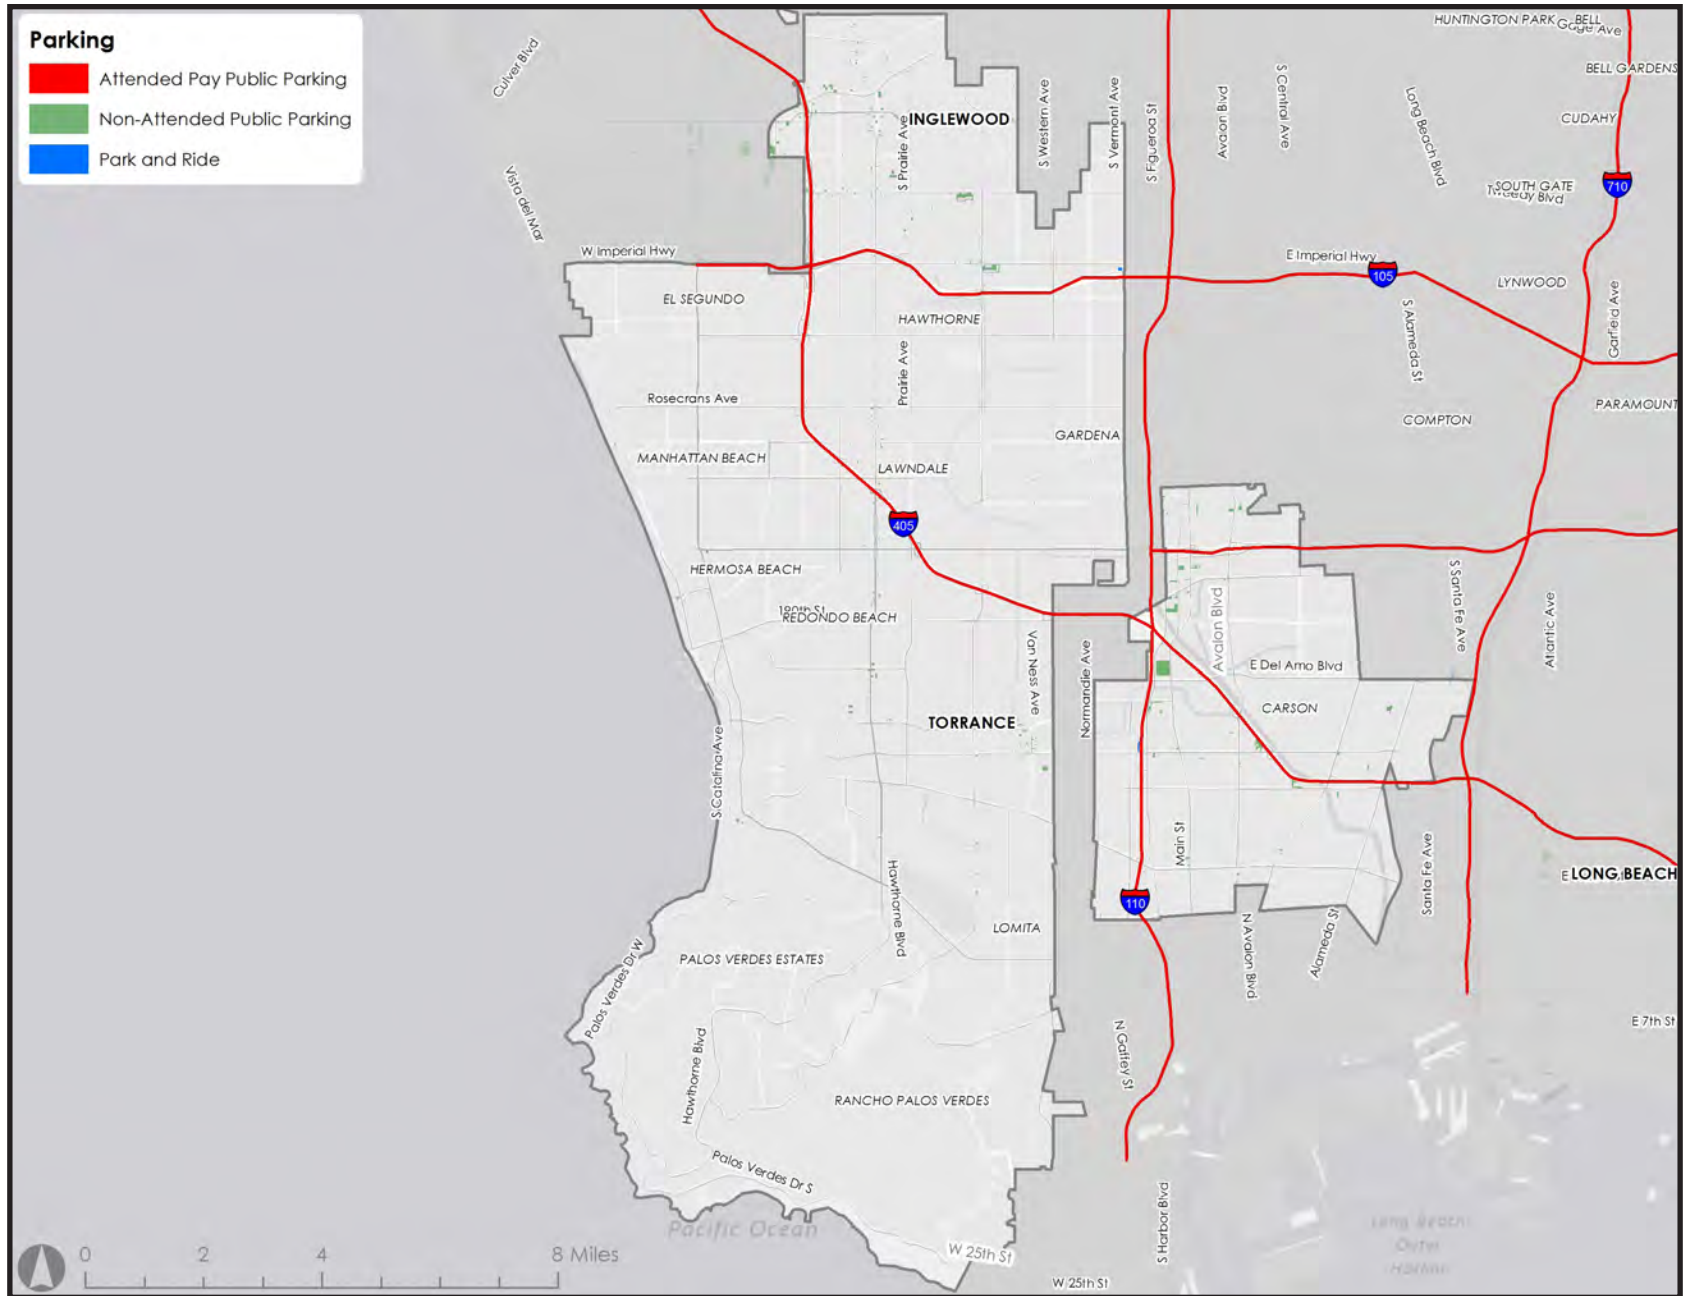 Parking
Attended Pay Public Parking
Non-Attended Public Parking
Park and Ride
Culver Blvd
Vista del Mar
HUNTINGTON PARK
BELL
Gage Ave
BELL GARDENS
CUDAHY
SOUTH GATE
Tweedy Blvd
710
INGLEWOOD
S Prairie Ave
S Western Ave
S Vermont Ave
S Figueroa St
Avalon Blvd
S Central Ave
Long Beach Blvd
W Imperial Hwy
E Imperial Hwy
105
LYNWOOD
EL SEGUNDO
HAWTHORNE
S Alameda St
Garfield Ave
Prairie Ave
Rosecrans Ave
PARAMOUNT
COMPTON
GARDENA
MANHATTAN BEACH
LAWNDALE
405
HERMOSA BEACH
190th St
REDONDO BEACH
Van Ness Ave
Normandie Ave
Avalon Blvd
S Santa Fe Ave
Atlantic Ave
E Del Amo Blvd
CARSON
TORRANCE
S Catalina Ave
Main St
Santa Fe Ave
LONG BEACH
Hawthorne Blvd
110
LOMITA
N Avalon Blvd
Alameda St
PALOS VERDES ESTATES
Palos Verdes Dr W
E 7th St
N Gaffey St
Hawthorne Blvd
RANCHO PALOS VERDES
Palos Verdes Dr S
S Harbor Blvd
Pacific Ocean
Long Beach
Outer
Harbor
W 25th St
W 25th St
0 2 4 8 Miles